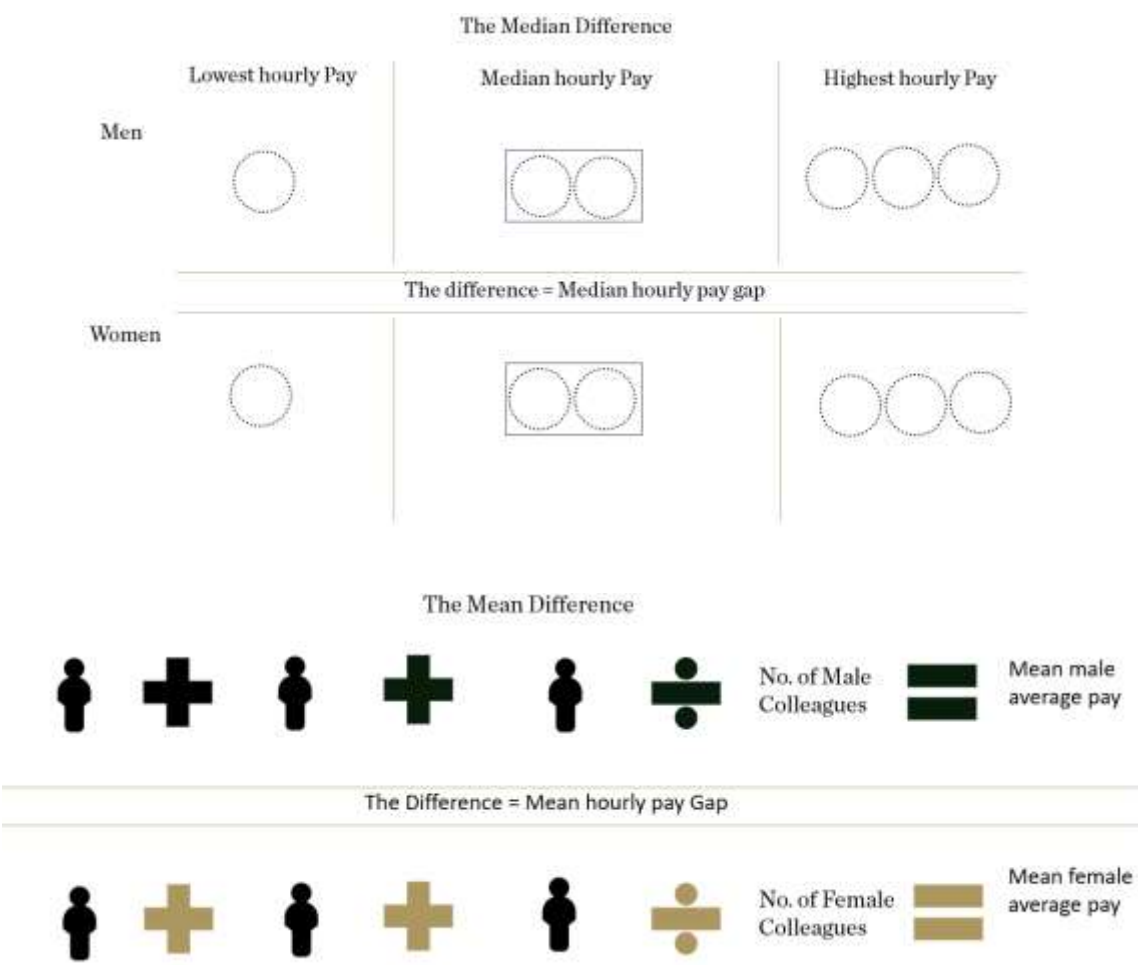 The Median Difference
Lowest hourly Pay
Median hourly Pay
Highest hourly Pay
Men
The difference = Median hourly pay gap
Women
The Mean Difference
No. of Male
Colleagues
Mean male
average pay
The Difference = Mean hourly pay Gap
No. of Female
Colleagues
Mean female
average pay